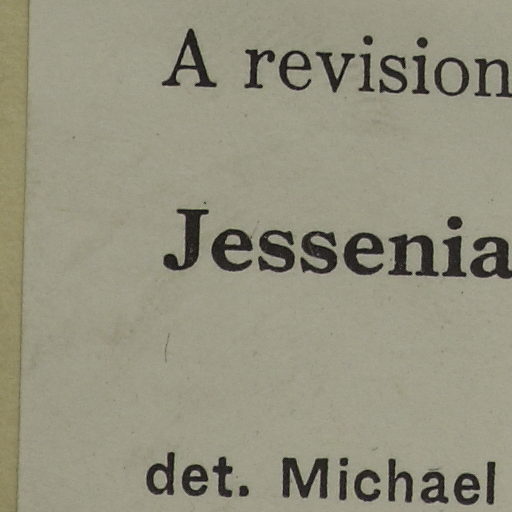 A revision
Jessenia
det. Michael